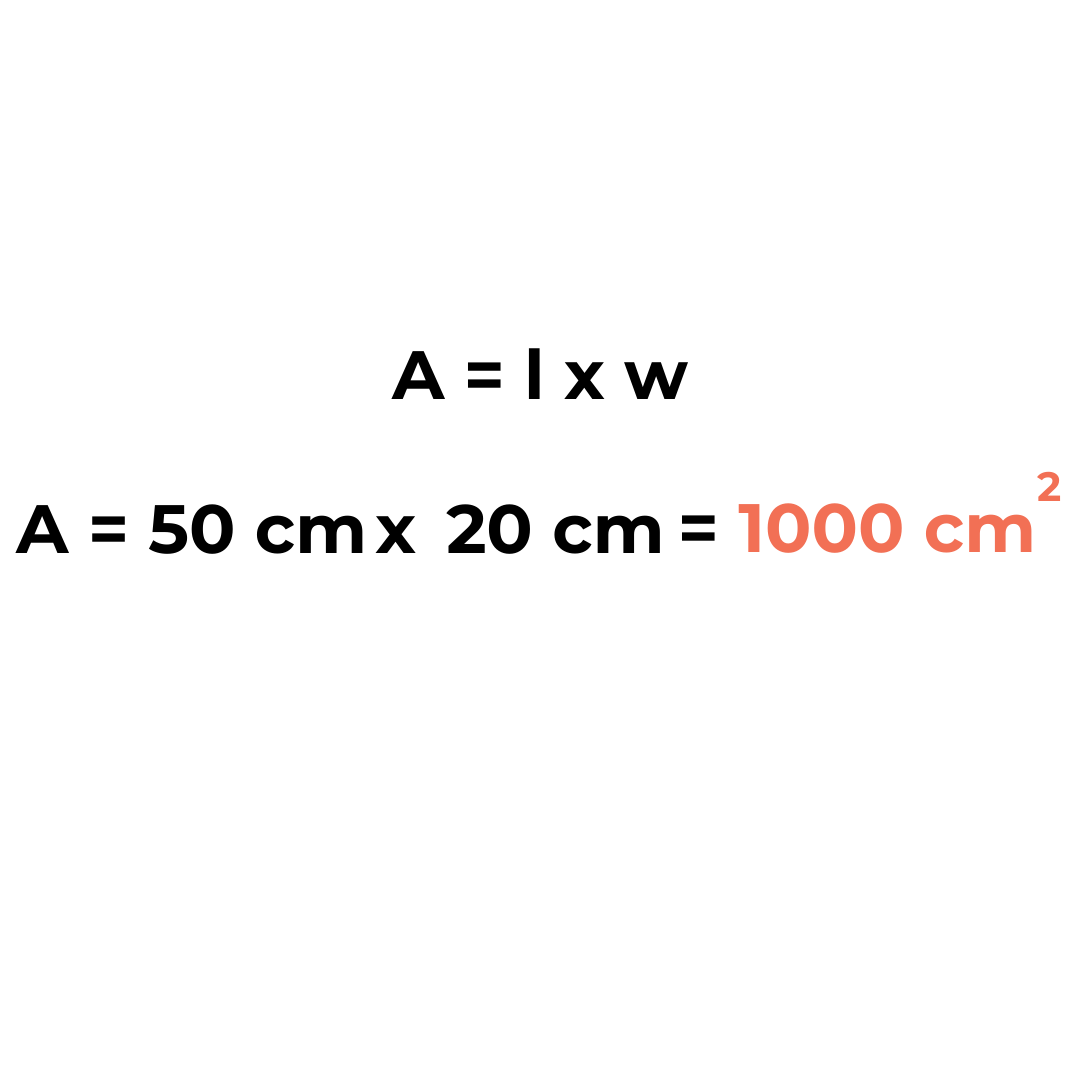 A = l x w
A = 50 cm x 20 cm = 1000 cm²